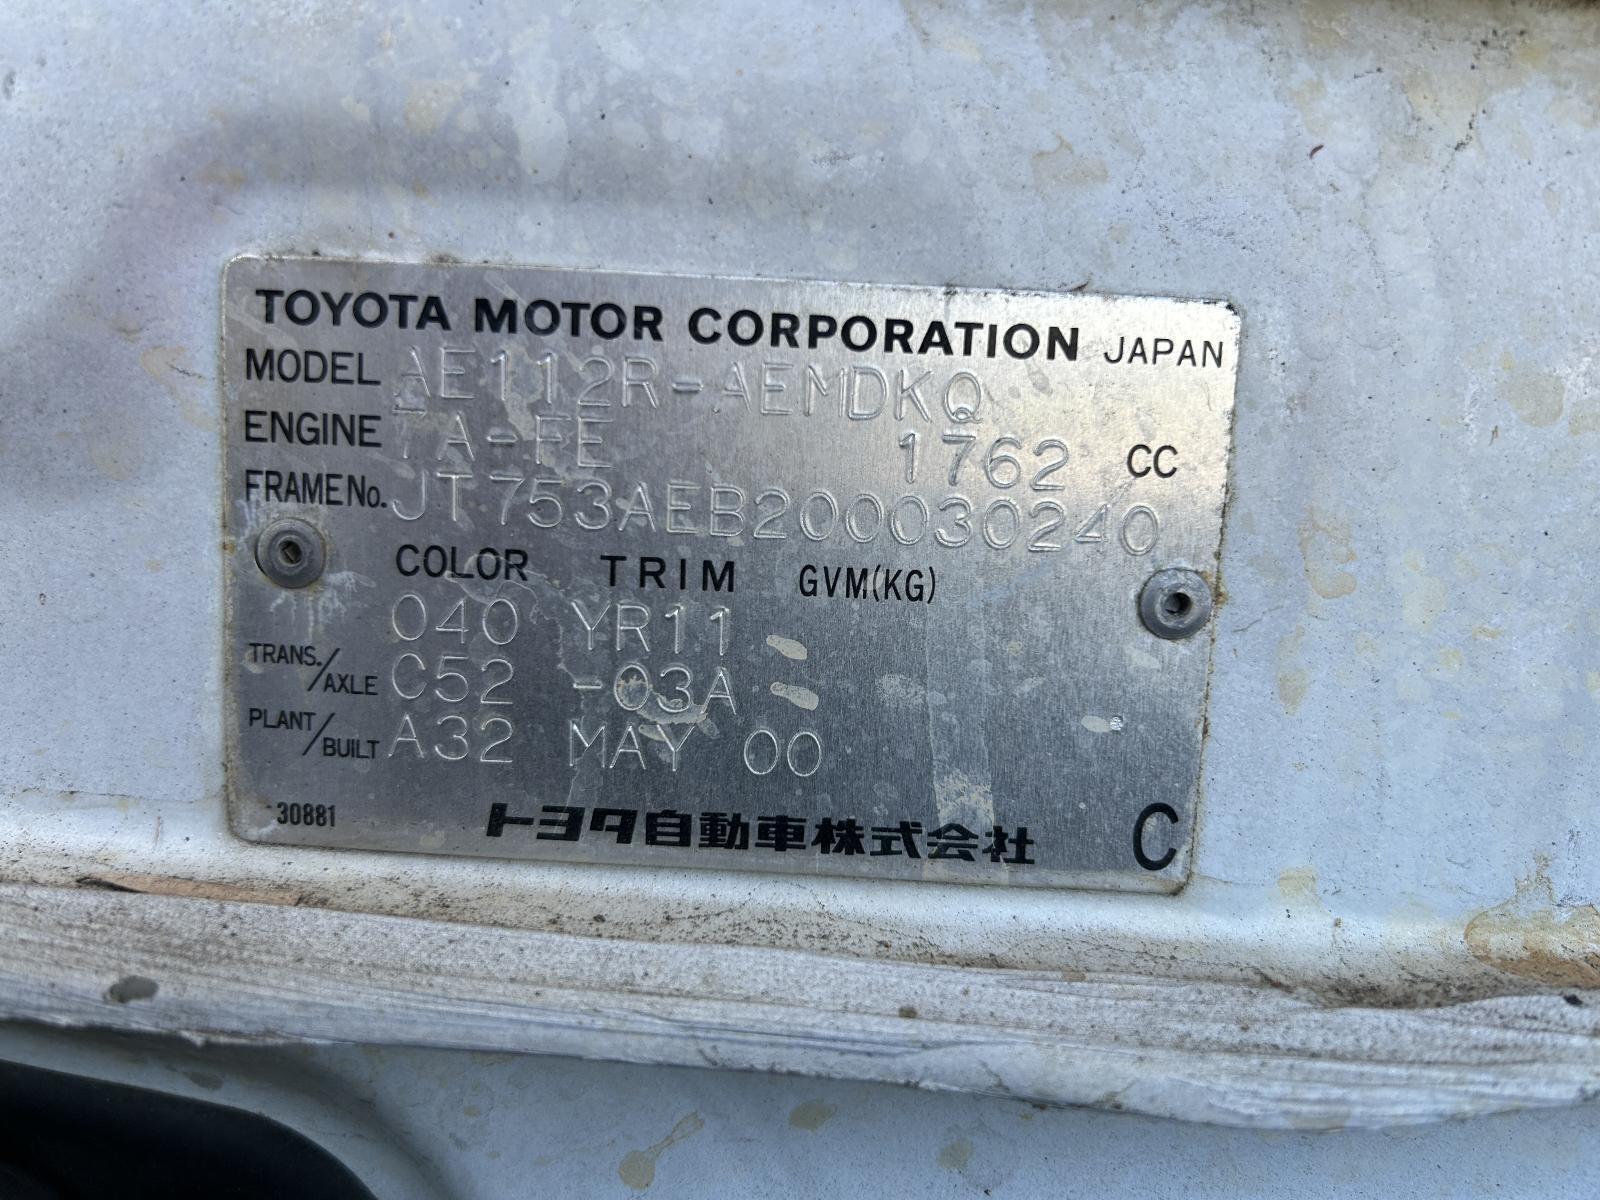 TOYOTA MOTOR CORPORATION JAPAN
MODEL AE112R-AEMDKQ
ENGINE 7A-FE 1762 CC
FRAME No. JT753AEB200030240
COLOR TRIM GVM(KG)
040 YR11
TRANS./AXLE C52 -03A
PLANT/BUILT A32 MAY 00
30881 トヨタ自動車株式会社 C